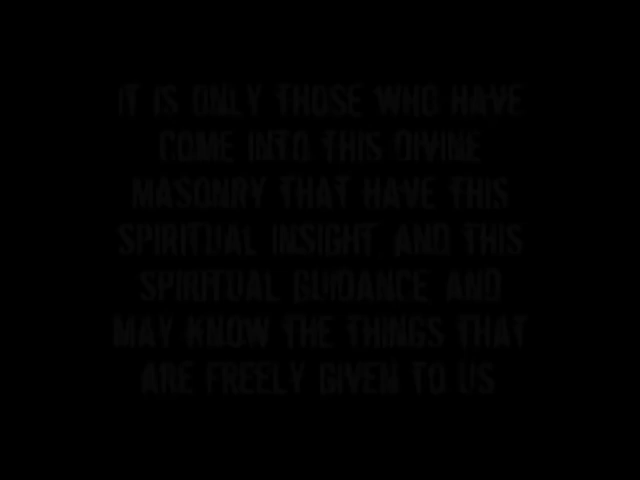 IT IS ONLY THOSE WHO HAVE
COME INTO THIS DIVINE
MASONRY THAT HAVE THIS
SPIRITUAL INSIGHT AND THIS
SPIRITUAL GUIDANCE AND
MAY KNOW THE THINGS THAT
ARE FREELY GIVEN TO US